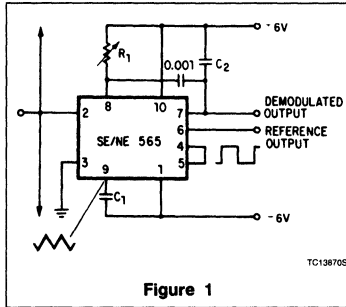 - 6V
R1
0.001
C2
8
10
2
7
DEMODULATED
OUTPUT
SE/NE 565
6
REFERENCE
OUTPUT
4
3
5
9
1
C1
- 6V
TC13870S
Figure 1